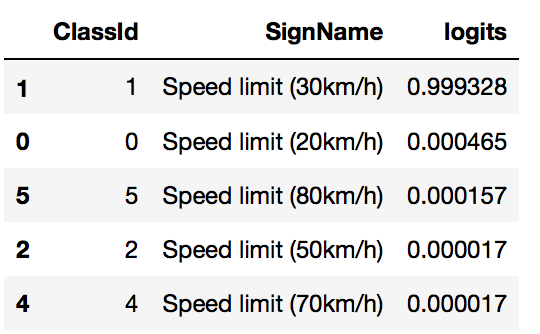 ClassId SignName logits
1 1 Speed limit (30km/h) 0.999328
0 0 Speed limit (20km/h) 0.000465
5 5 Speed limit (80km/h) 0.000157
2 2 Speed limit (50km/h) 0.000017
4 4 Speed limit (70km/h) 0.000017